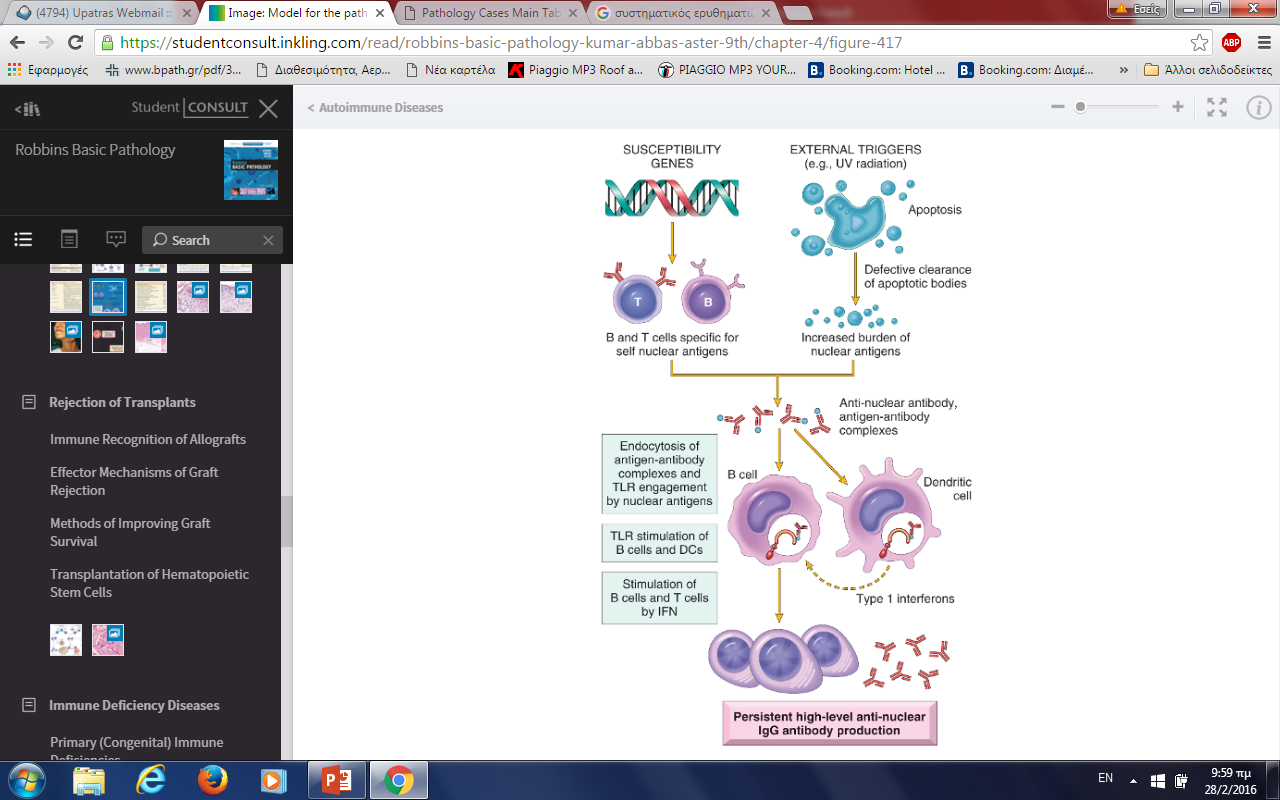 (4794) Upatras Webmail ::
Image: Model for the path
Pathology Cases Main Tab
συστηματικός ερυθηματώ
Εσείς
https://studentconsult.inkling.com/read/robbins-basic-pathology-kumar-abbas-aster-9th/chapter-4/figure-417
ABP
Εφαρμογές
www.bpath.gr/pdf/3...
Διαθεσιμότητα, Αερ...
Νέα καρτέλα
Piaggio MP3 Roof a...
PIAGGIO MP3 YOUR...
Booking.com: Hotel ...
Booking.com: Διαμέ...
»
Άλλοι σελιδοδείκτες
Student CONSULT
< Autoimmune Diseases
Robbins Basic Pathology
Search
Rejection of Transplants
Immune Recognition of Allografts
Effector Mechanisms of Graft
Rejection
Methods of Improving Graft
Survival
Transplantation of Hematopoietic
Stem Cells
Immune Deficiency Diseases
Primary (Congenital) Immune
Deficiencies
SUSCEPTIBILITY
GENES
EXTERNAL TRIGGERS
(e.g., UV radiation)
Apoptosis
Defective clearance
of apoptotic bodies
T
B
B and T cells specific for
self nuclear antigens
Increased burden of
nuclear antigens
Anti-nuclear antibody,
antigen-antibody
complexes
Endocytosis of
antigen-antibody
complexes and
TLR engagement
by nuclear antigens
B cell
Dendritic
cell
TLR stimulation of
B cells and DCs
Stimulation of
B cells and T cells
by IFN
Type 1 interferons
Persistent high-level anti-nuclear
IgG antibody production
EN
9:59 πμ
28/2/2016